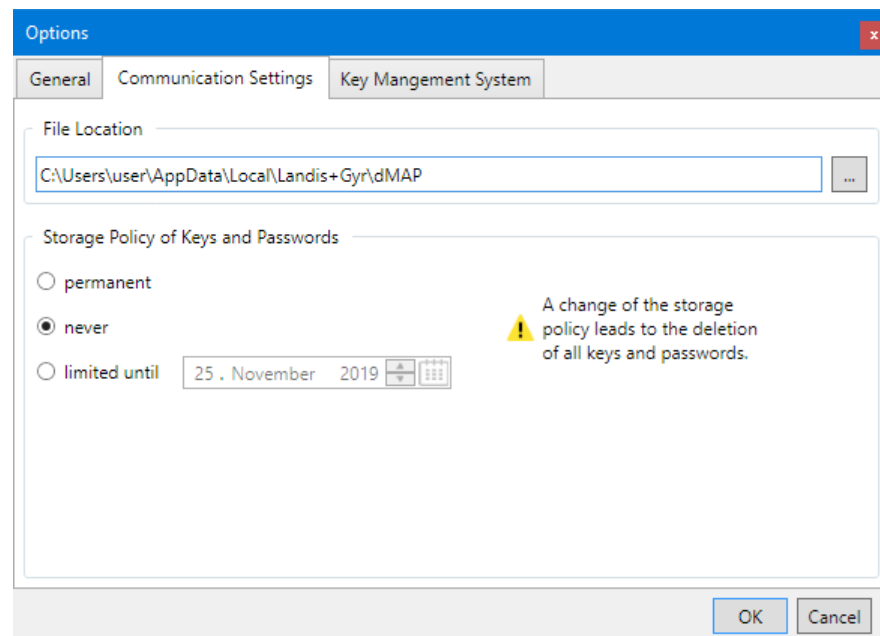 Options
x
General Communication Settings Key Mangement System
File Location
C:\Users\user\AppData\Local\Landis+Gyr\dMAP
...
Storage Policy of Keys and Passwords
permanent
never
limited until 25 . November 2019
A change of the storage
policy leads to the deletion
of all keys and passwords.
OK Cancel